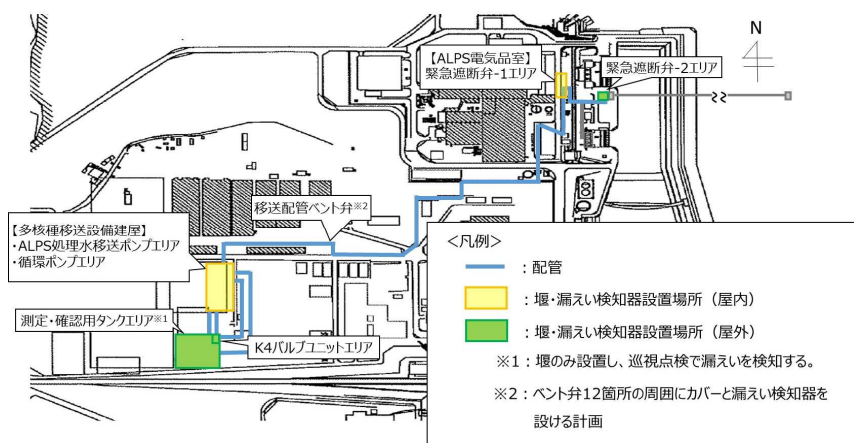 N
【ALPS電気品室】
緊急遮断弁-1エリア
緊急遮断弁-2エリア
移送配管ベント弁※2
【多核種移送設備建屋】
・ALPS処理水移送ポンプエリア
・循環ポンプエリア
測定・確認用タンクエリア※1
K4バルブユニットエリア
<凡例>
：配管
：堰・漏えい検知器設置場所（屋内）
：堰・漏えい検知器設置場所（屋外）
※1：堰のみ設置し、巡視点検で漏えいを検知する。
※2：ベント弁12箇所の周囲にカバーと漏えい検知器を
設ける計画